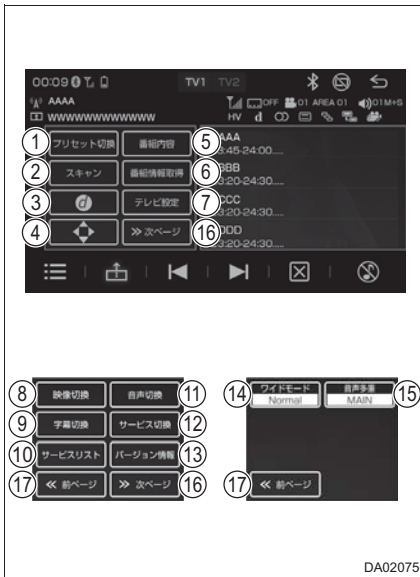 00:09 TV1 TV2
AAAA OFF 01 AREA 01 01M+S
wwwwwwwwwwww HV d
1 プリセット切換 番組内容 5 AAA
3:45-24:00....
2 スキャン 番組情報取得 6 BBB
3:20-24:30....
3 d テレビ設定 7 CCC
3:20-24:30....
4 >> 次ページ 16 DDD
3:20-24:30....
8 映像切換 音声切換 11
9 字幕切換 サービス切換 12
10 サービスリスト バージョン情報 13
17 << 前ページ >> 次ページ 16
14 ワイドモード 音声多重 15
Normal MAIN
17 << 前ページ
DA02075